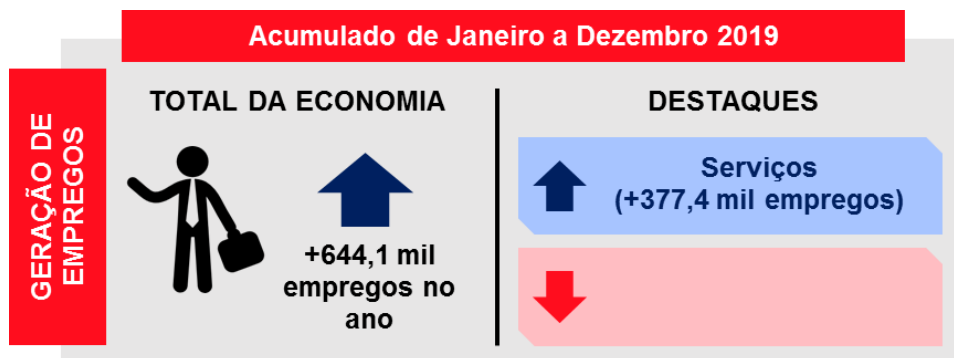 Acumulado de Janeiro a Dezembro 2019
GERAÇÃO DE
EMPREGOS
TOTAL DA ECONOMIA
+644,1 mil
empregos no
ano
DESTAQUES
Serviços
(+377,4 mil empregos)